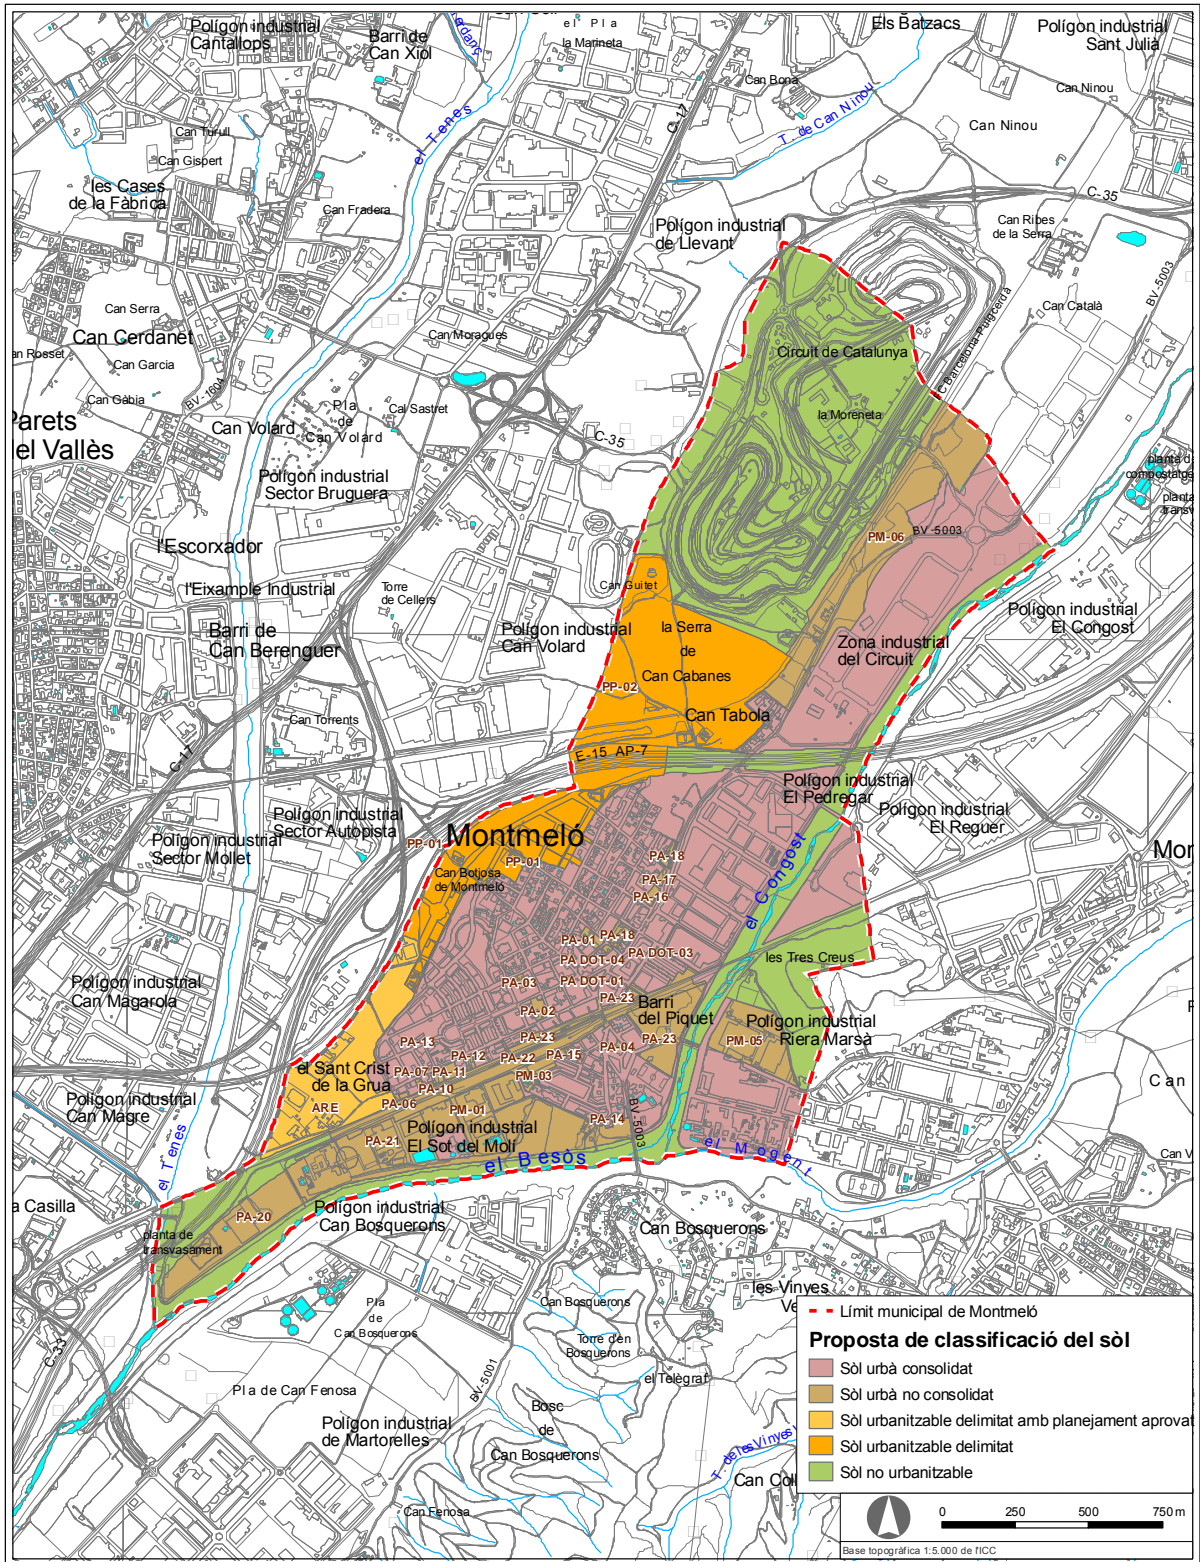 Polígon industrial
Cantallops
Barri de
Can Xiol
el Pla
la Marineta
Els Batzacs
Polígon industrial
Sant Julià
Can Bona
Can Ninou
el Tenes
C-17
T. de Can Ninou
Can Ninou
Can Turull
Can Gispert
les Cases
de la Fàbrica
Can Fradera
C-35
Can Ribes
de la Serra
Polígon industrial
de Llevant
BV-5003
Can Serra
Can Català
Can Cerdanet
Can Moragues
Circuit de Catalunya
Can Garcia
BV-1604
Can Gàbia
Pla
de
Can Volard
Cal Sastret
la Moreneta
Can Volard
C-35
Polígon industrial
Sector Bruguera
PM-06
BV-5003
l'Escorxador
l'Eixample Industrial
Torre
de Cellers
Can Guitet
Polígon industrial
El Congost
Barri de
Can Berenguer
Polígon industrial
Can Volard
la Serra
de
Can Cabanes
Zona industrial
del Circuit
PP-02
Can Torrents
Can Tabola
C-17
E-15 AP-7
Polígon industrial
El Pedregar
Polígon industrial
Sector Autopista
Polígon industrial
El Reguer
Polígon industrial
Sector Mollet
PP-01
Montmeló
PP-01
Can Botjosa
de Montmeló
PA-18
PA-17
PA-16
el Congost
PA-01
PA-18
PA DOT-04
PA DOT-03
les Tres Creus
Polígon industrial
Can Magarola
PA-03
PA DOT-01
PA-23
PA-02
Barri
del Piquet
Polígon industrial
Riera Marsà
PM-05
PA-13
PA-23
PA-23
PA-12
PA-22
PA-15
PA-04
el Sant Crist
de la Grua
PA-07
PA-11
PM-03
PA-10
Polígon industrial
Can Magre
ARE
PA-06
PM-01
PA-14
BV-5003
Polígon industrial
El Sot del Molí
PA-21
el Besòs
el Mogent
el Tenes
PA-20
Polígon industrial
Can Bosquerons
planta de
transvasament
Can Bosquerons
les Vinyes
Can Bosquerons
Pla
de
Can Bosquerons
Torre d'en
Bosquerons
C-33
Pla de Can Fenosa
BV-5001
el Telègraf
Polígon industrial
de Martorelles
Bosc
de
Can Bosquerons
T. de les Vinyes
Can Fenosa
Límit municipal de Montmeló
Proposta de classificació del sòl
Sòl urbà consolidat
Sòl urbà no consolidat
Sòl urbanitzable delimitat amb planejament aprovat
Sòl urbanitzable delimitat
Sòl no urbanitzable
0 250 500 750 m
Base topogràfica 1:5.000 de l'ICC